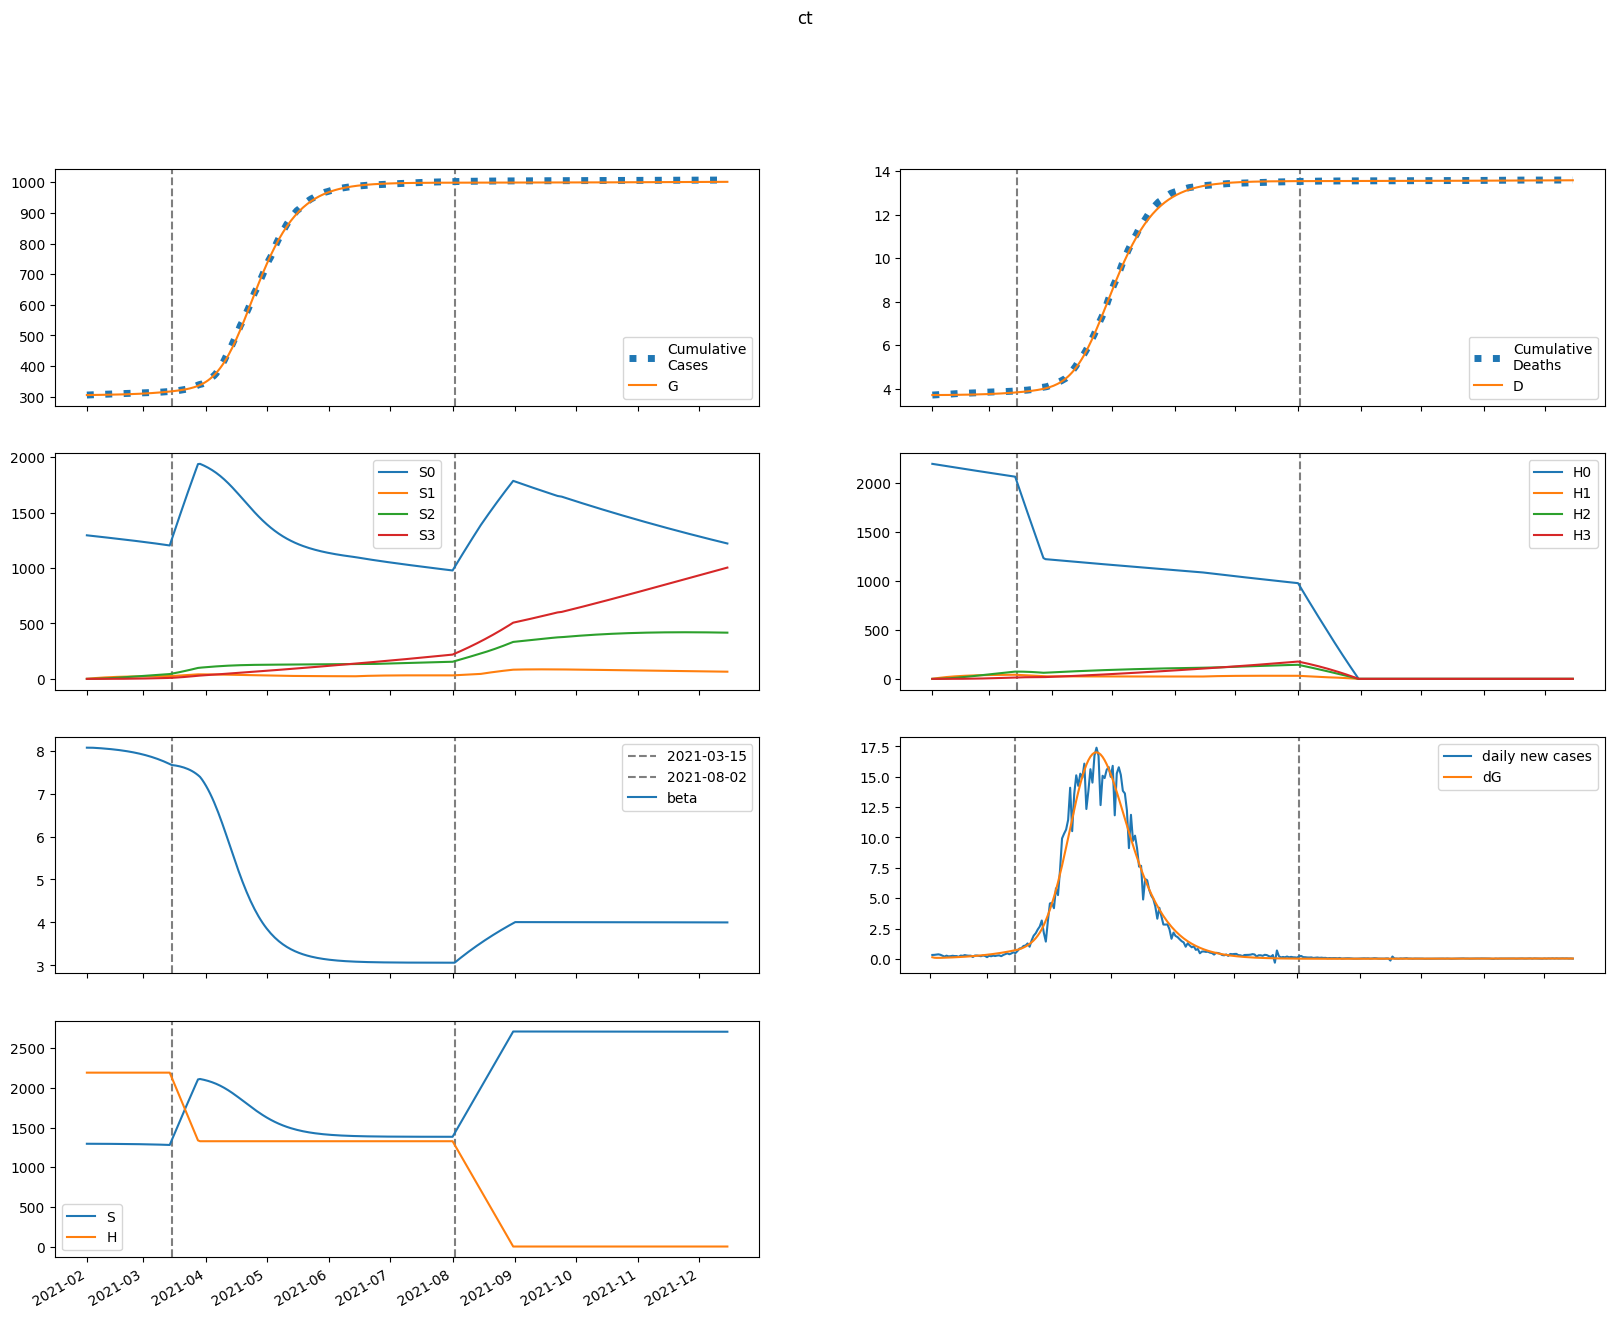 ct
1000
900
800
700
600
500
400
300
Cumulative
Cases
G
14
12
10
8
6
4
Cumulative
Deaths
D
2000
1500
1000
500
0
S0
S1
S2
S3
2000
1500
1000
500
0
H0
H1
H2
H3
8
7
6
5
4
3
2021-03-15
2021-08-02
beta
17.5
15.0
12.5
10.0
7.5
5.0
2.5
0.0
daily new cases
dG
2500
2000
1500
1000
500
0
S
H
2021-02
2021-03
2021-04
2021-05
2021-06
2021-07
2021-08
2021-09
2021-10
2021-11
2021-12